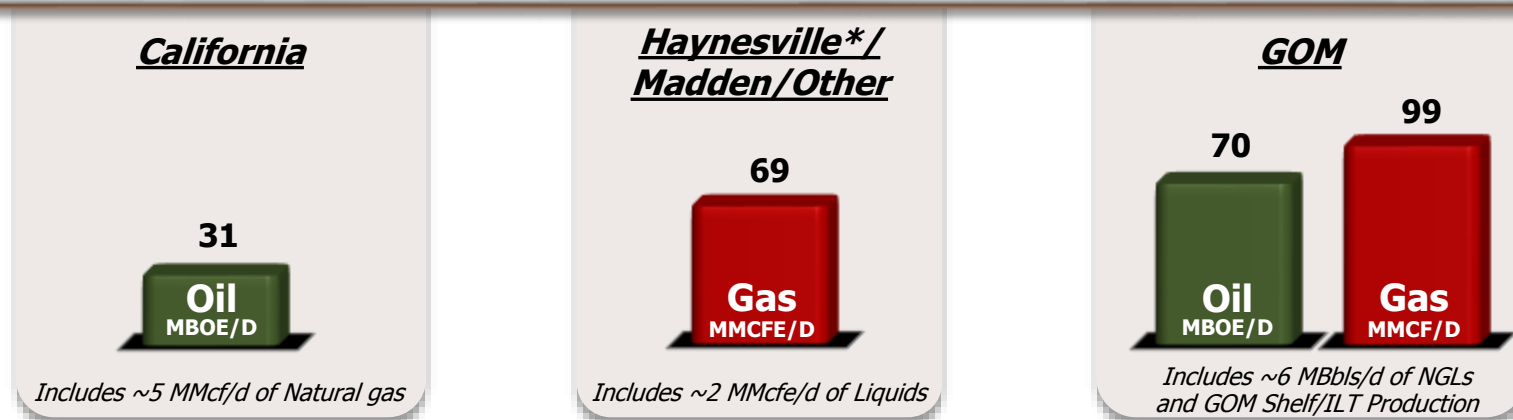 California
31
Oil
MBOE/D
Includes ~5 MMcf/d of Natural gas
Haynesville*/
Madden/Other
69
Gas
MMCFE/D
Includes ~2 MMcfe/d of Liquids
GOM
70
Oil
MBOE/D
99
Gas
MMCF/D
Includes ~6 MBbls/d of NGLs
and GOM Shelf/ILT Production